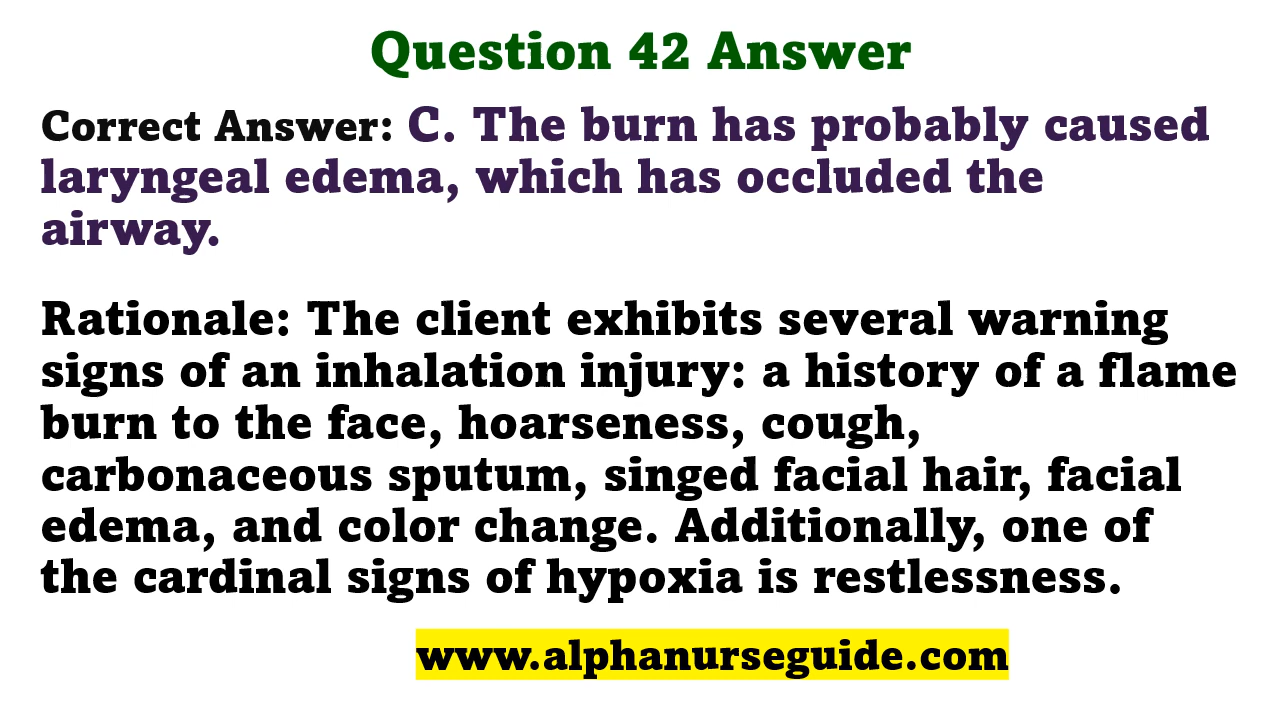 Question 42 Answer
Correct Answer: C. The burn has probably caused
laryngeal edema, which has occluded the
airway.
Rationale: The client exhibits several warning
signs of an inhalation injury: a history of a flame
burn to the face, hoarseness, cough,
carbonaceous sputum, singed facial hair, facial
edema, and color change. Additionally, one of
the cardinal signs of hypoxia is restlessness.
www.alphanurseguide.com